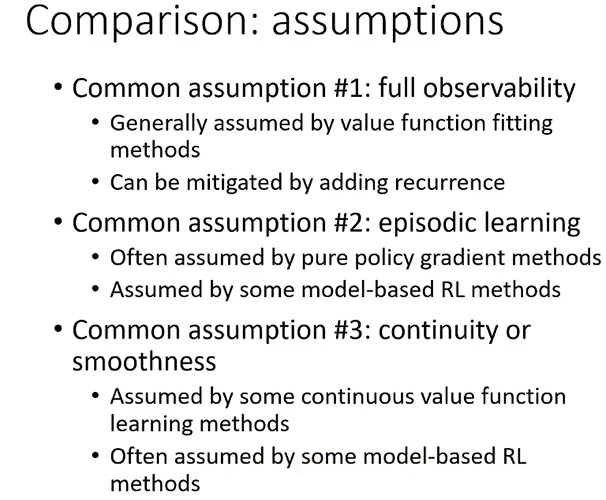 Comparison: assumptions
• Common assumption #1: full observability
• Generally assumed by value function fitting
methods
• Can be mitigated by adding recurrence
• Common assumption #2: episodic learning
• Often assumed by pure policy gradient methods
• Assumed by some model-based RL methods
• Common assumption #3: continuity or
smoothness
• Assumed by some continuous value function
learning methods
• Often assumed by some model-based RL
methods